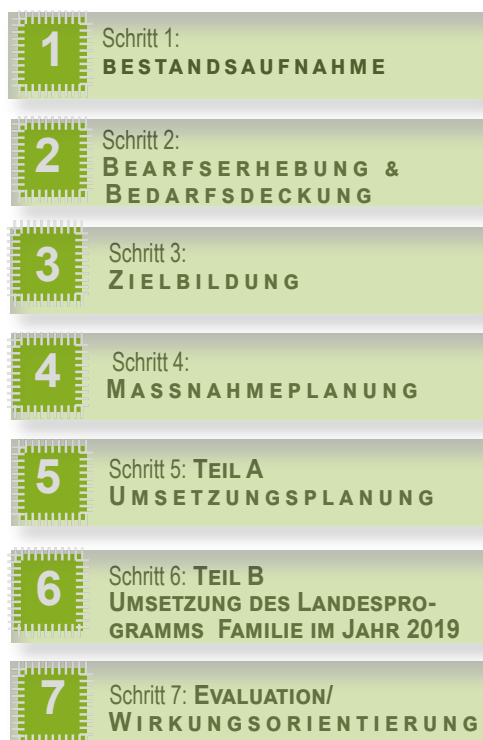 1
Schritt 1:
BESTANDSAUFNAHME
2
Schritt 2:
BEARFSERHEBUNG &
BEDARFSDECKUNG
3
Schritt 3:
ZIELBILDUNG
4
Schritt 4:
MASSNAHMEPLANUNG
5
Schritt 5: TEIL A
UMSETZUNGSPLANUNG
6
Schritt 6: TEIL B
UMSETZUNG DES LANDESPRO-
GRAMMS FAMILIE IM JAHR 2019
7
Schritt 7: EVALUATION/
WIRKUNGSORIENTIERUNG